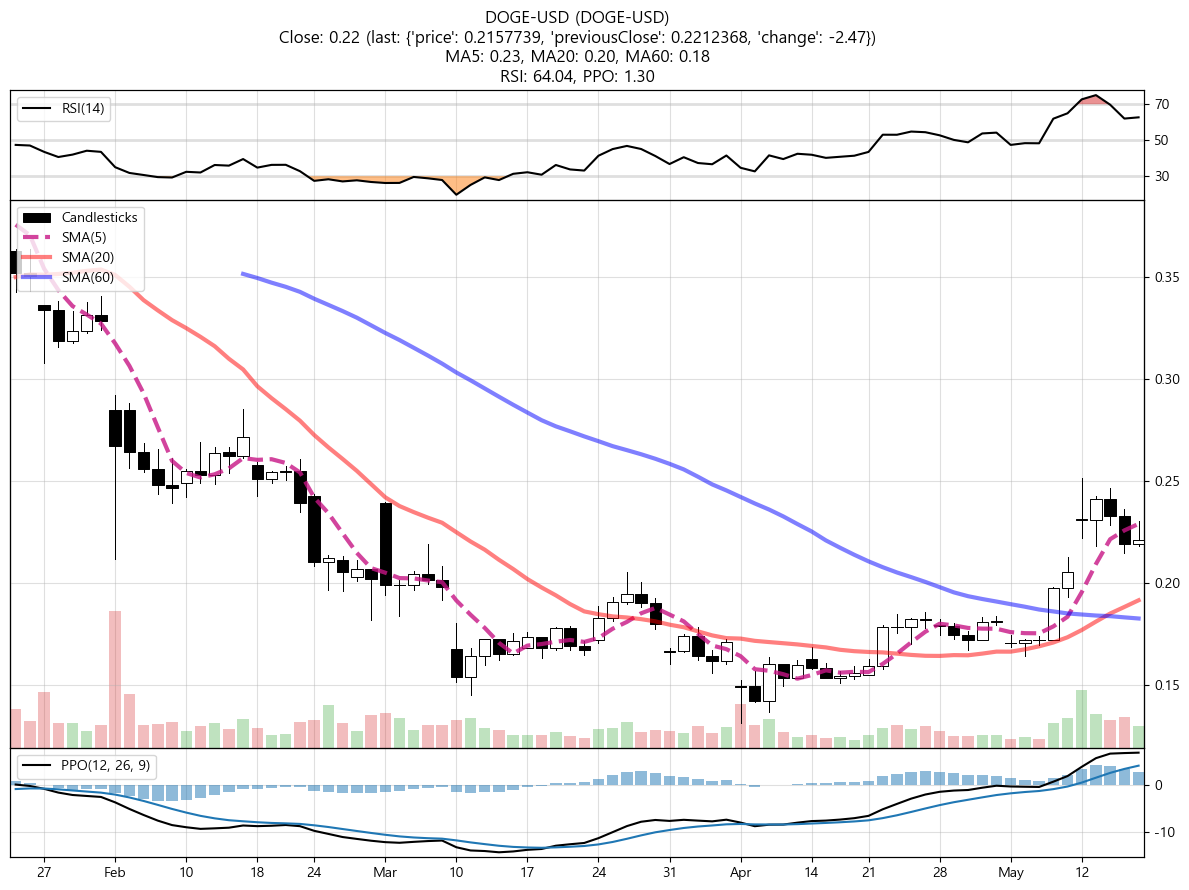 DOGE-USD (DOGE-USD)
Close: 0.22 (last: {'price': 0.2157739, 'previousClose': 0.2212368, 'change': -2.47})
MA5: 0.23, MA20: 0.20, MA60: 0.18
RSI: 64.04, PPO: 1.30
RSI(14)
70
50
30
Candlesticks
SMA(5)
SMA(20)
SMA(60)
0.35
0.30
0.25
0.20
0.15
PPO(12, 26, 9)
0
-10
27 Feb 10 18 24 Mar 10 17 24 31 Apr 14 21 28 May 12